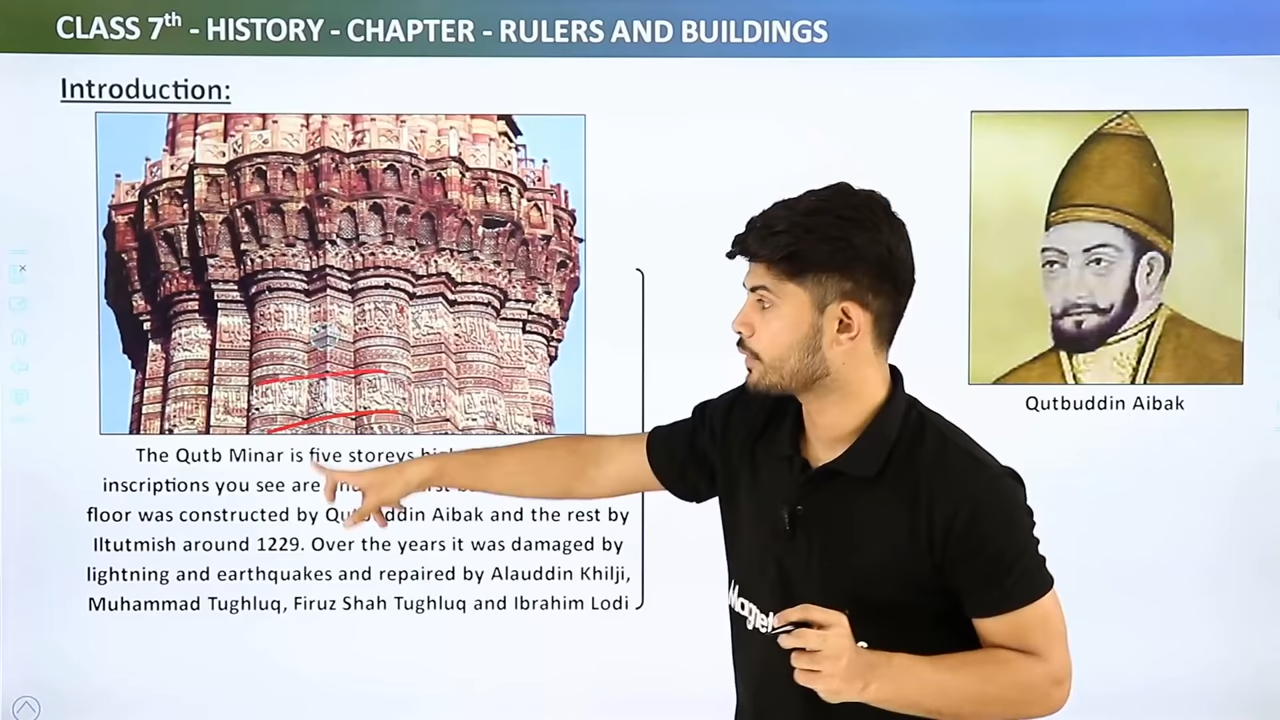 CLASS 7th - HISTORY - CHAPTER - RULERS AND BUILDINGS
Introduction:
Qutbuddin Aibak
The Qutb Minar is five storeys
inscriptions you see are
floor was constructed by ddin Aibak and the rest by
Iltutmish around 1229. Over the years it was damaged by
lightning and earthquakes and repaired by Alauddin Khilji,
Muhammad Tughluq, Firuz Shah Tughluq and Ibrahim Lodi
Magnet